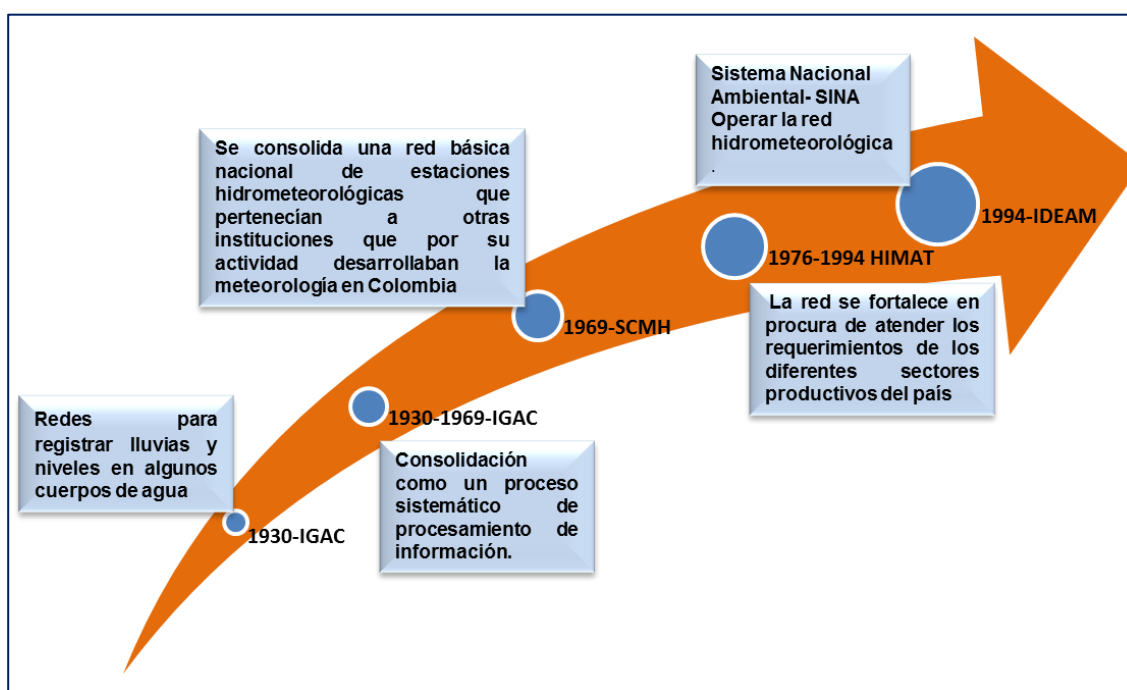 Redes para
registrar lluvias y
niveles en algunos
cuerpos de agua
1930-IGAC
1930-1969-IGAC
Consolidación
como un proceso
sistemático de
procesamiento de
información.
Se consolida una red básica
nacional de estaciones
hidrometeorológicas que
pertenecían a otras
instituciones que por su
actividad desarrollaban la
meteorología en Colombia
1969-SCMH
1976-1994 HIMAT
La red se fortalece en
procura de atender los
requerimientos de los
diferentes sectores
productivos del país
Sistema Nacional
Ambiental- SINA
Operar la red
hidrometeorológica
.
1994-IDEAM